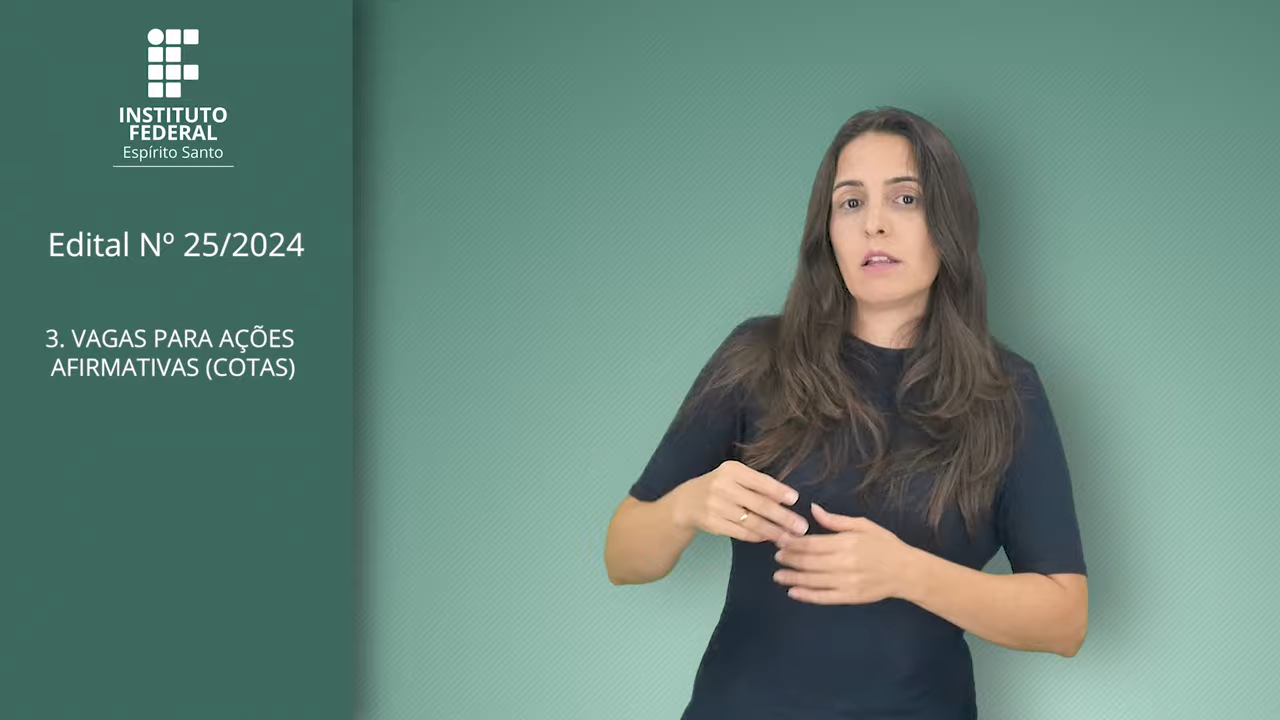 INSTITUTO
FEDERAL
Espírito Santo
Edital Nº 25/2024
3. VAGAS PARA AÇÕES
AFIRMATIVAS (COTAS)